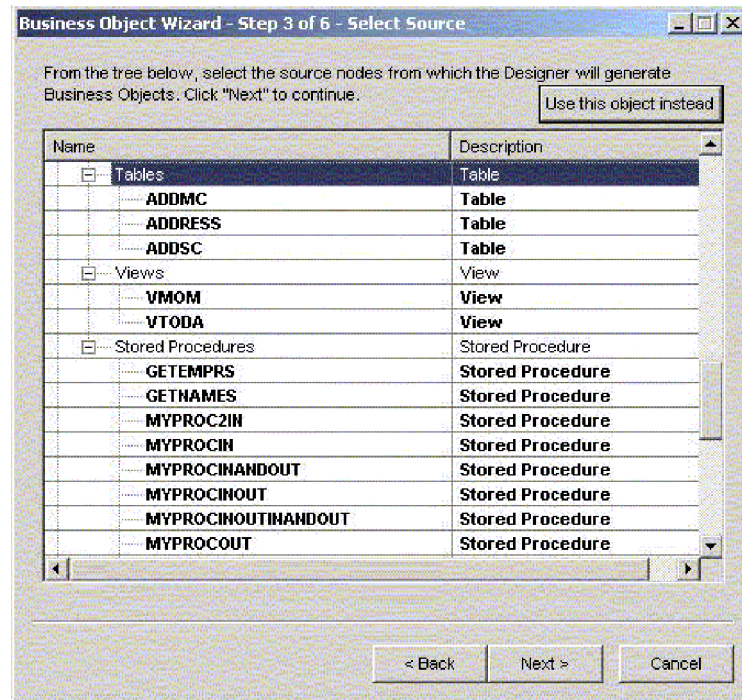 Business Object Wizard - Step 3 of 6 - Select Source
From the tree below, select the source nodes from which the Designer will generate
Business Objects. Click "Next" to continue.
Use this object instead
Name Description
Tables Table
ADDMC Table
ADDRESS Table
ADDSC Table
Views View
VMOM View
VTODA View
Stored Procedures Stored Procedure
GETEMPRS Stored Procedure
GETNAMES Stored Procedure
MYPROC2IN Stored Procedure
MYPROCIN Stored Procedure
MYPROCINANDOUT Stored Procedure
MYPROCINOUT Stored Procedure
MYPROCINOUTINANDOUT Stored Procedure
MYPROCOUT Stored Procedure
< Back Next > Cancel